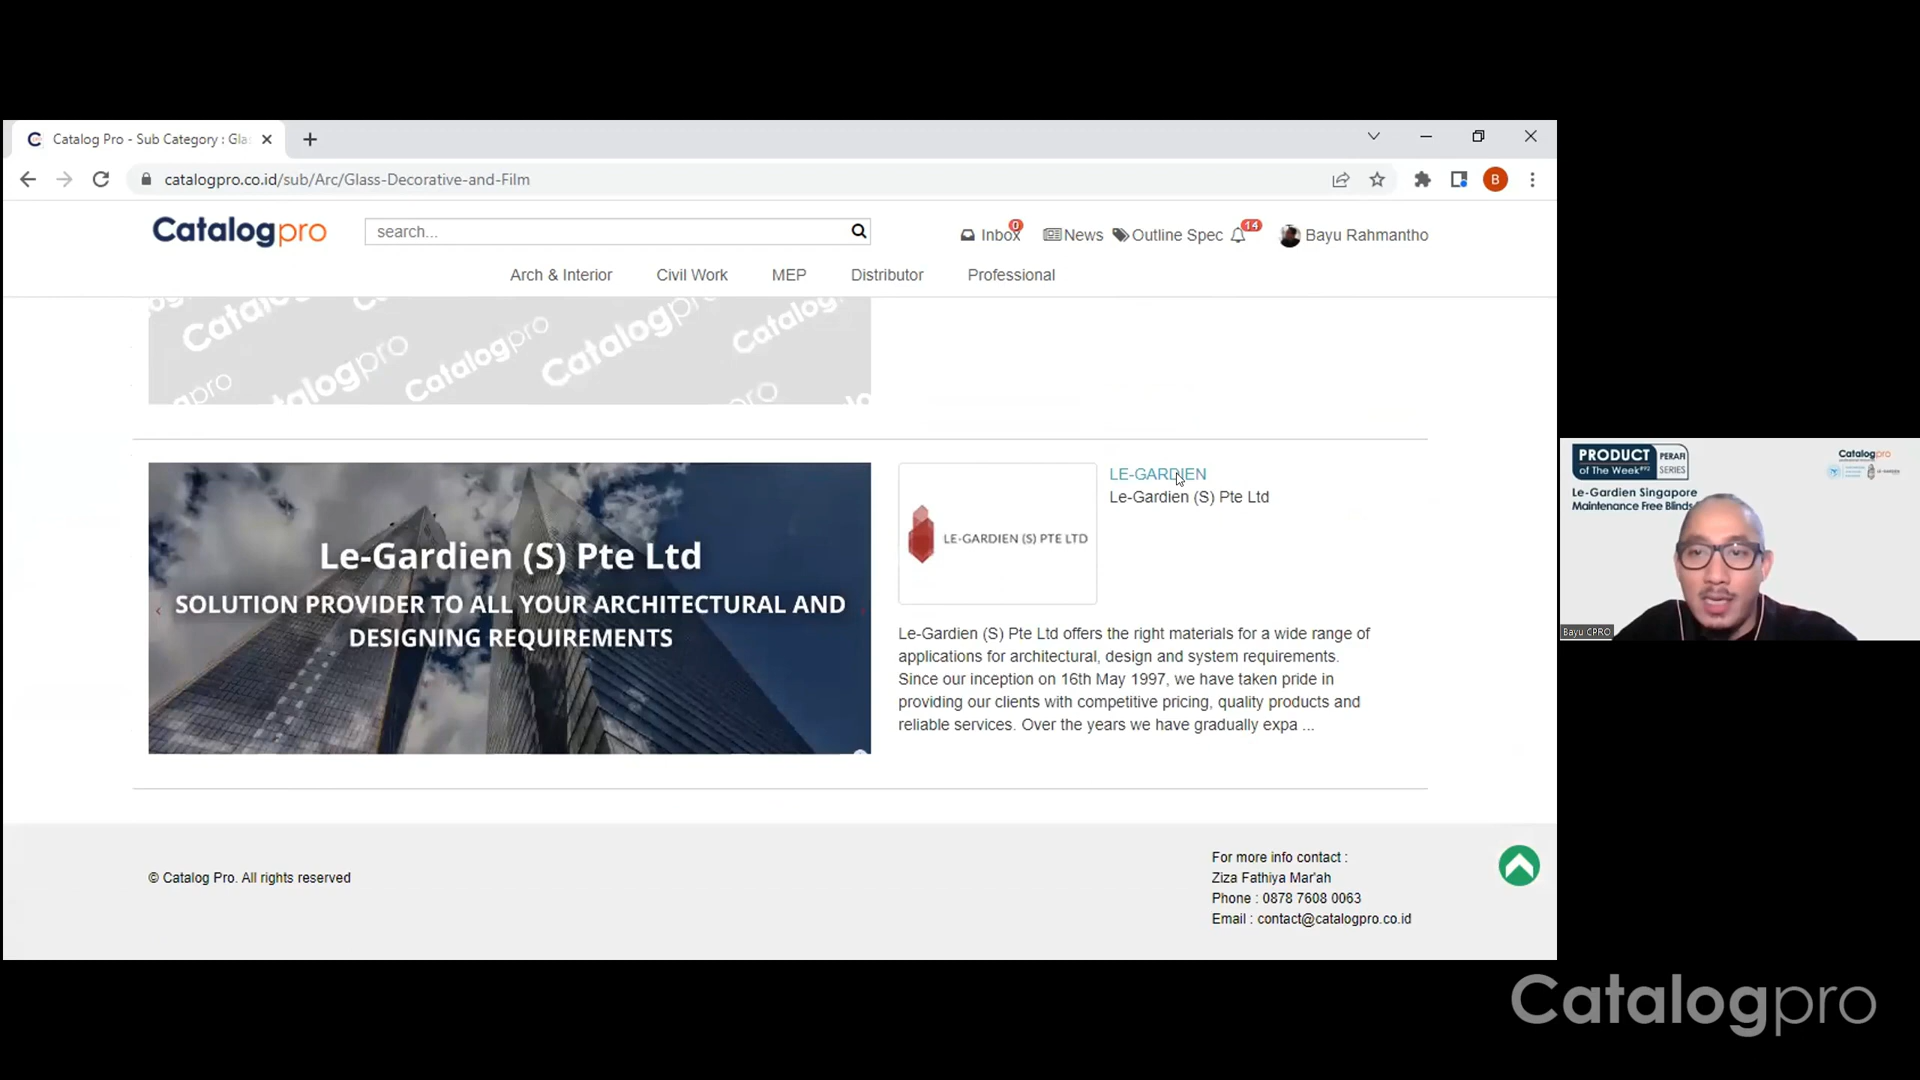 Catalog Pro - Sub Category : Gla
catalogpro.co.id/sub/Arc/Glass-Decorative-and-Film
B
Catalogpro
search...
Inbox
0
News
Outline Spec
14
Bayu Rahmantho
Arch & Interior
Civil Work
MEP
Distributor
Professional
Catalogpro
Catalogpro
Catalogpro
Le-Gardien (S) Pte Ltd
SOLUTION PROVIDER TO ALL YOUR ARCHITECTURAL AND
DESIGNING REQUIREMENTS
LE-GARDIEN (S) PTE LTD
LE-GARDIEN
Le-Gardien (S) Pte Ltd
Le-Gardien (S) Pte Ltd offers the right materials for a wide range of
applications for architectural, design and system requirements.
Since our inception on 16th May 1997, we have taken pride in
providing our clients with competitive pricing, quality products and
reliable services. Over the years we have gradually expa ...
© Catalog Pro. All rights reserved
For more info contact :
Ziza Fathiya Mar'ah
Phone : 0878 7608 0063
Email : contact@catalogpro.co.id
PRODUCT
of The Week #92
PERAFI
SERIES
Catalogpro
Le-Gardien Singapore
Maintenance Free Blinds
Bayu CPRO
Catalogpro